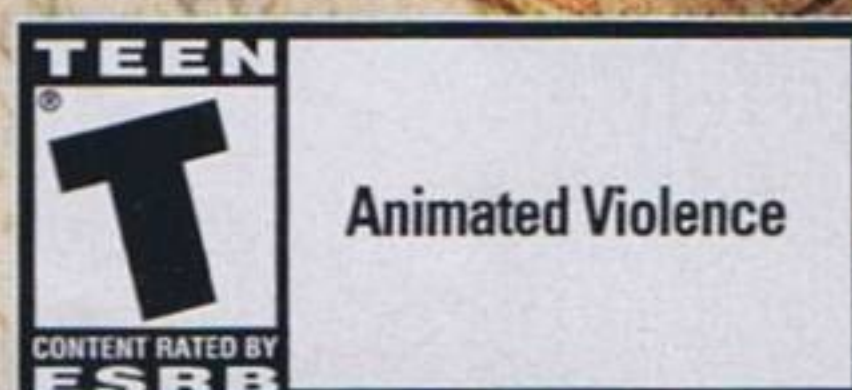 TEEN
®
T
Animated Violence
CONTENT RATED BY
ESRB